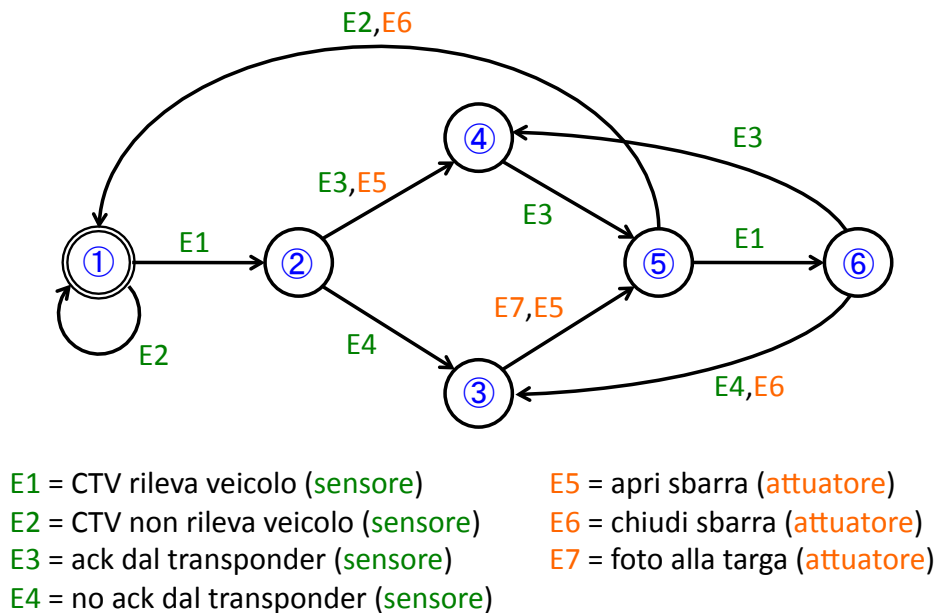 E2,E6
④
E3
E3,E5
E3
E1
E1
①
②
⑤
⑥
E7,E5
E2
E4
③
E4,E6
E1 = CTV rileva veicolo (sensore)
E2 = CTV non rileva veicolo (sensore)
E3 = ack dal transponder (sensore)
E4 = no ack dal transponder (sensore)
E5 = apri sbarra (attuatore)
E6 = chiudi sbarra (attuatore)
E7 = foto alla targa (attuatore)